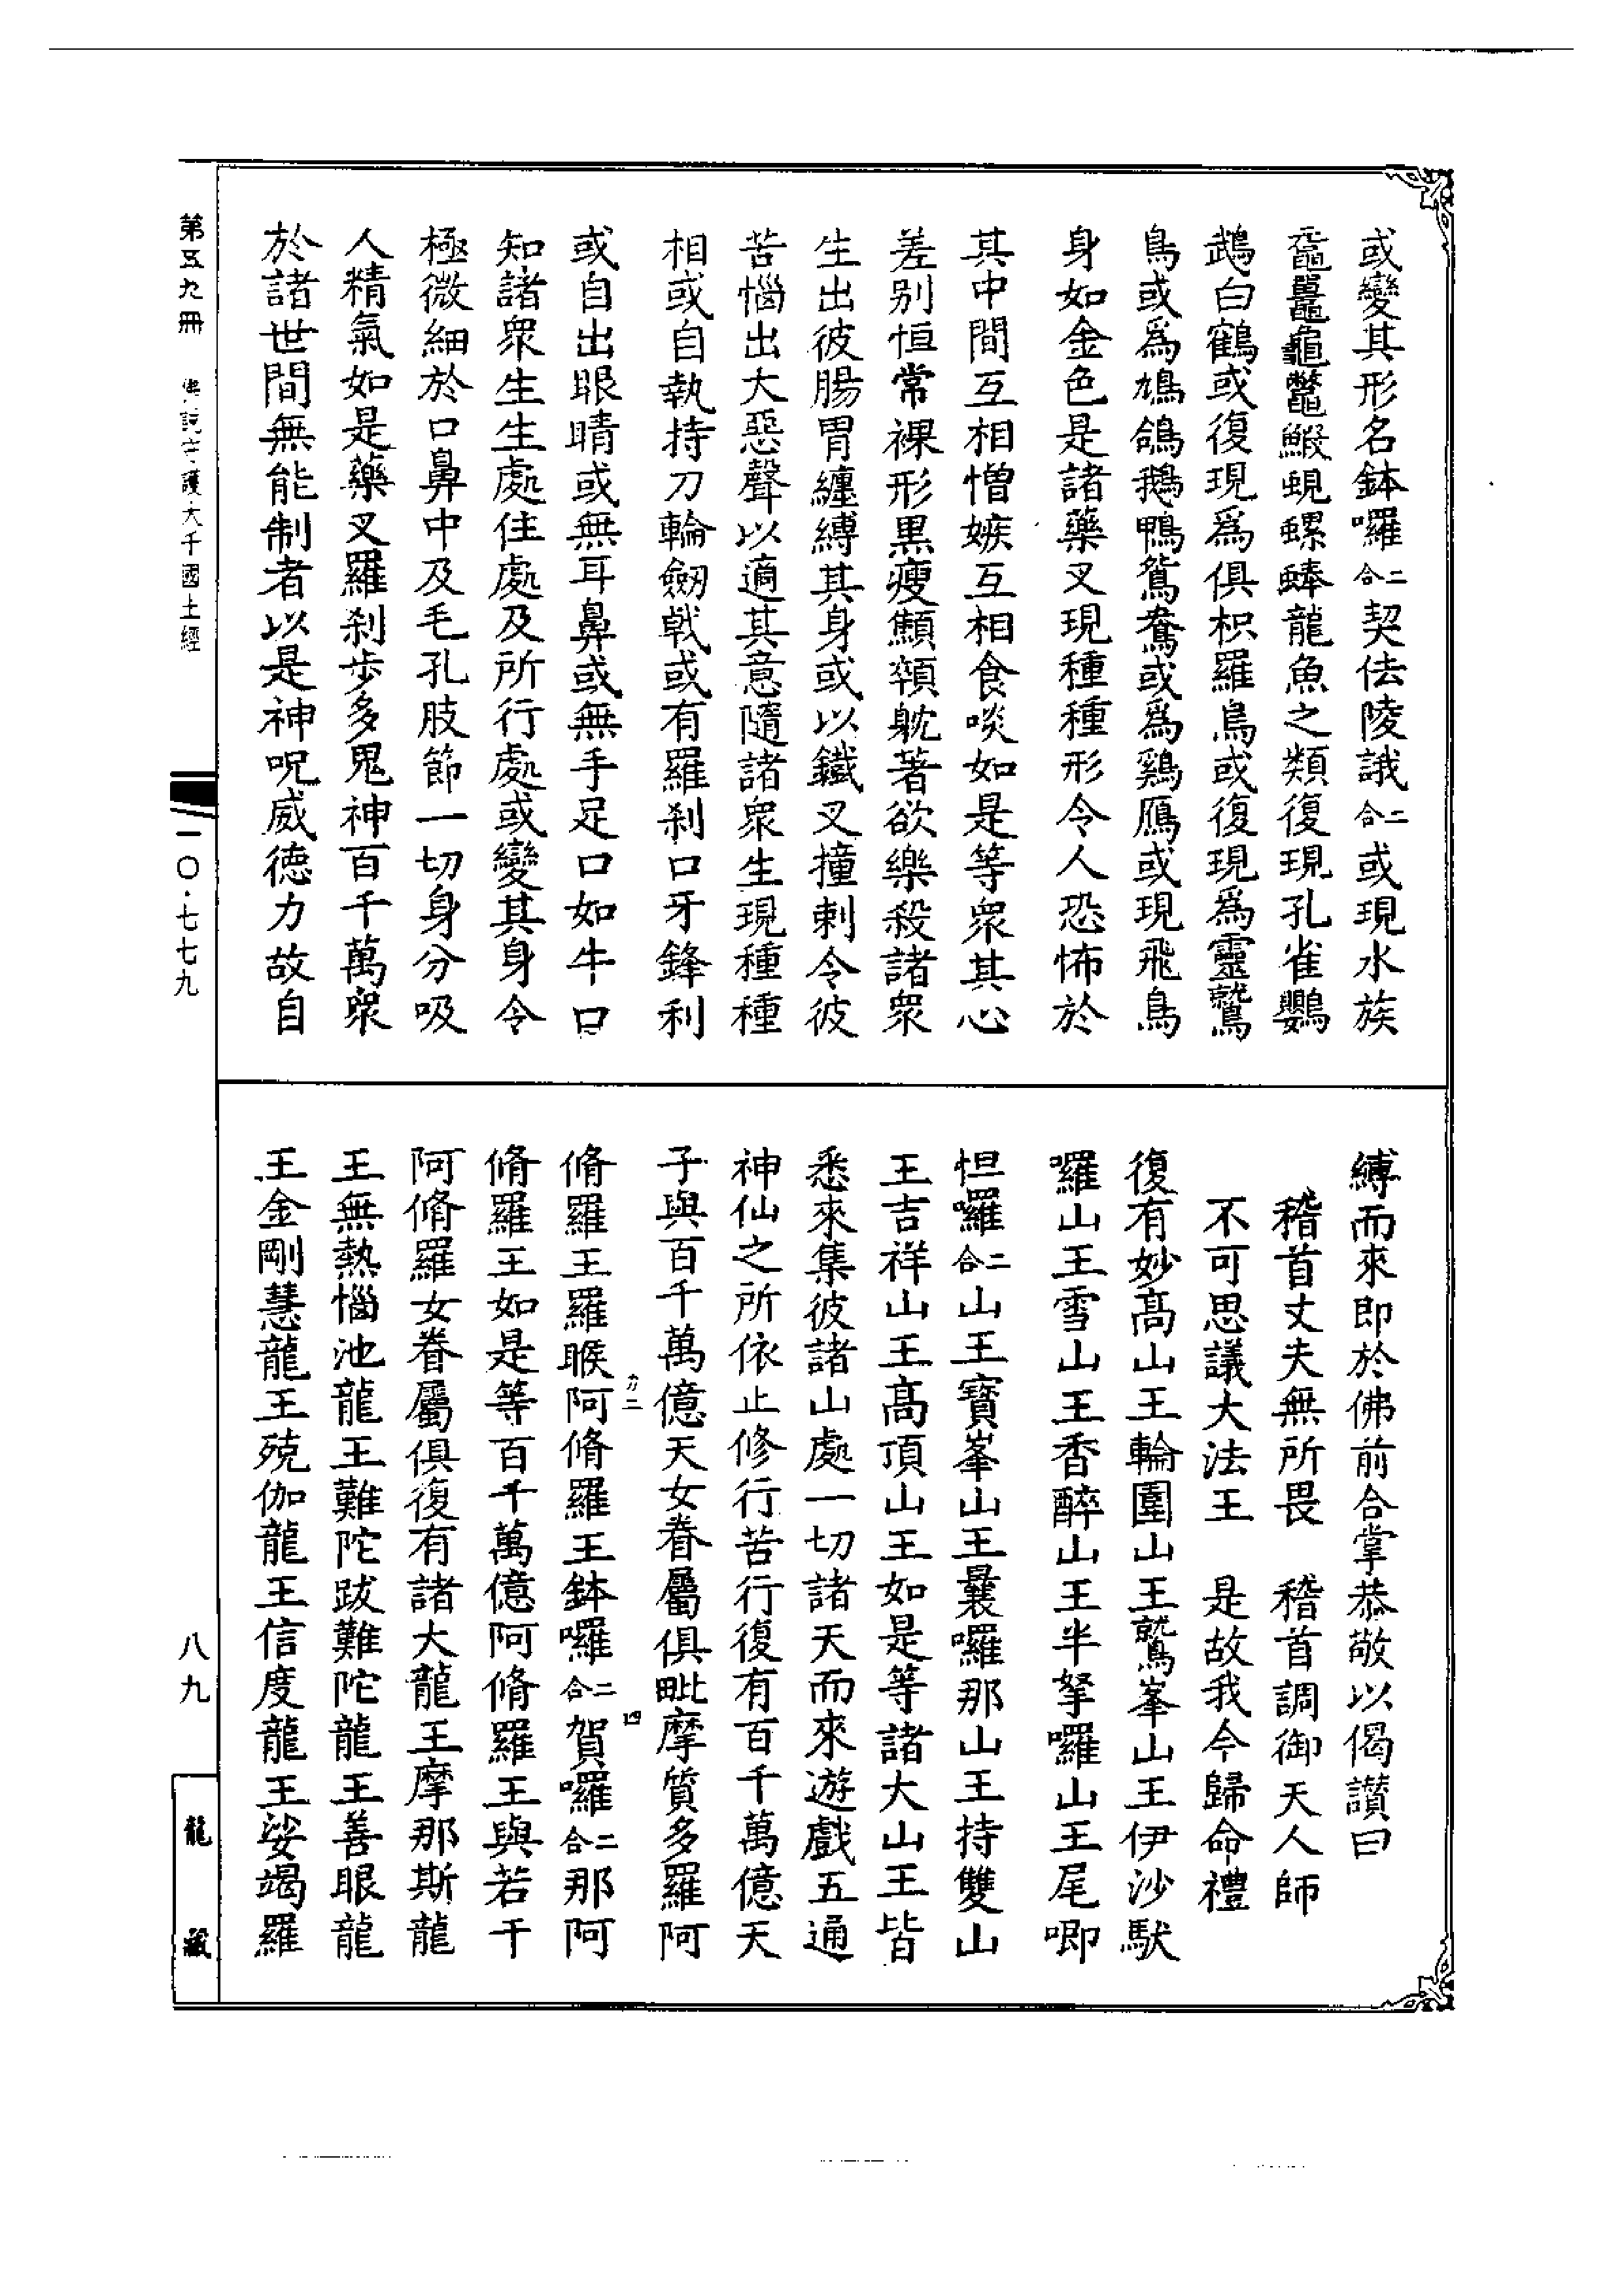 或變其形名鉢囉二合契佉陵誐二合或現水族
黿鼉龜鼈鰕蜆螺蜯龍魚之類復現孔雀鸚
鵡白鶴或復現爲俱枳羅鳥或復現爲靈鷲
鳥或爲鳩鴿鵝鴨鴛鴦或爲鷄鴈或現飛鳥
身如金色是諸藥叉現種種形令人恐怖於
其中間互相憎嫉互相食啖如是等衆其心
差别恒常裸形黒瘦顦顇躭著欲樂殺諸衆
生出彼腸胃纏縛其身或以鐵叉撞刺令彼
苦惱出大惡聲以適其意隨諸衆生現種種
相或自執持刀輪劒戟或有羅刹口牙鋒利
或自出眼睛或無耳鼻或無手足口如牛口
知諸衆生生處住處及所行處或變其身令
極微細於口鼻中及毛孔肢節一切身分吸
人精氣如是藥叉羅刹歩多鬼神百千萬衆
於諸世間無能制者以是神呪威德力故自
縛而來即於佛前合掌恭敬以偈讃曰
稽首丈夫無所畏　稽首調御天人師
不可思議大法王　是故我今歸命禮
復有妙髙山王輪圍山王鷲峯山王伊沙䭾
囉山王雪山王香醉山王半拏囉山王尾唧
怛囉二合山王寶峯山王曩囉那山王持雙山
王吉祥山王髙頂山王如是等諸大山王皆
悉來集彼諸山處一切諸天而來遊戲五通
神仙之所依止修行苦行復有百千萬億天
子與百千萬億天女眷屬俱毗摩質多羅阿
脩羅王羅睺阿脩羅王鉢囉二合賀囉二合那阿
脩羅王如是等百千萬億阿脩羅王與若干
阿脩羅女眷屬俱復有諸大龍王摩那斯龍
王無熱惱池龍王難陀跋難陀龍王善眼龍
王金剛慧龍王殑伽龍王信度龍王娑竭羅
力二
四
第五九冊　佛說守護大千國土經
一〇·七七九
八九
龍藏